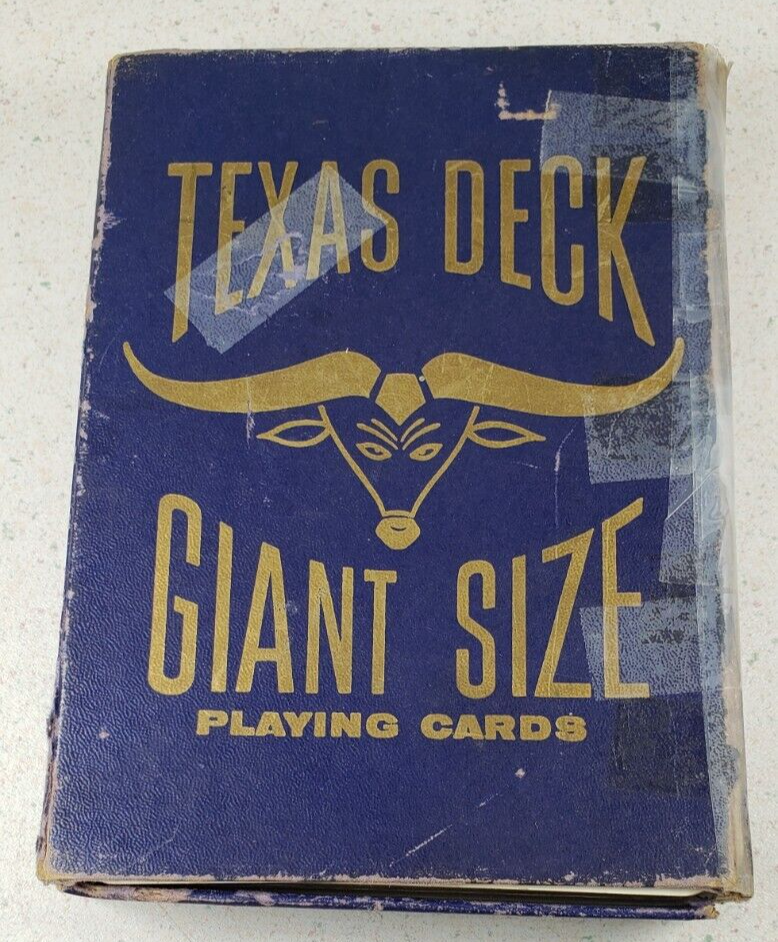 TEXAS DECK
GIANT SIZE
PLAYING CARDS